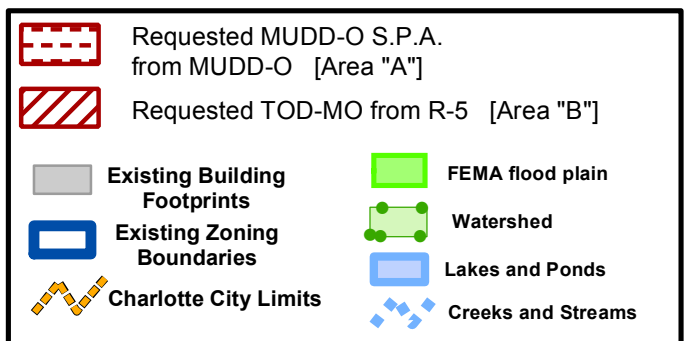 Requested MUDD-O S.P.A.
from MUDD-O [Area "A"]
Requested TOD-MO from R-5 [Area "B"]
Existing Building
Footprints
Existing Zoning
Boundaries
Charlotte City Limits
FEMA flood plain
Watershed
Lakes and Ponds
Creeks and Streams